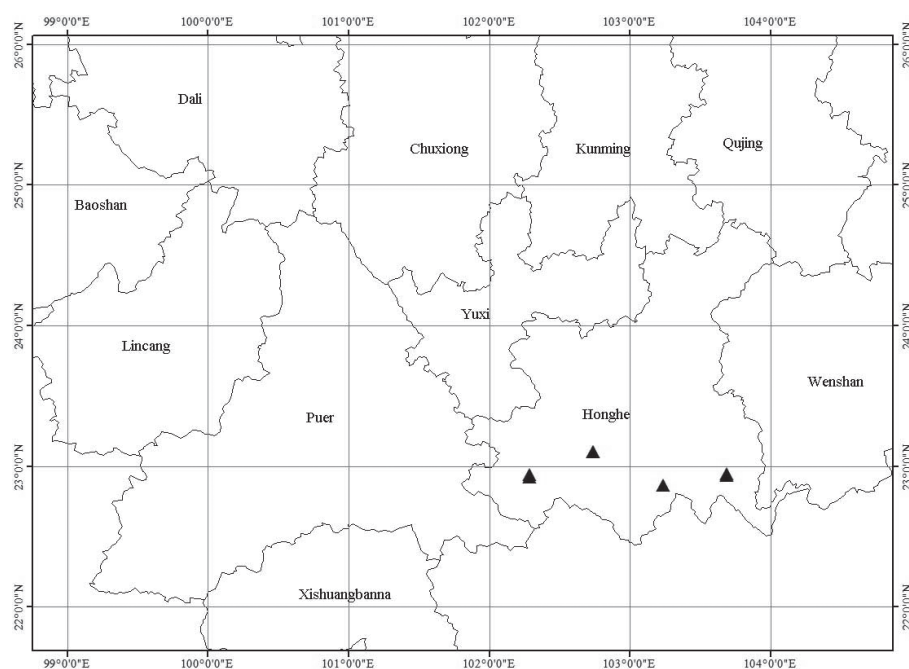 99°0'0"E 100°0'0"E 101°0'0"E 102°0'0"E 103°0'0"E 104°0'0"E
26°0'0"N 26°0'0"N
Dali
Chuxiong Kunming Qujing
25°0'0"N 25°0'0"N
Baoshan
Yuxi
24°0'0"N 24°0'0"N
Lincang
Wenshan
Puer Honghe
23°0'0"N 23°0'0"N
Xishuangbanna
22°0'0"N 22°0'0"N
99°0'0"E 100°0'0"E 101°0'0"E 102°0'0"E 103°0'0"E 104°0'0"E